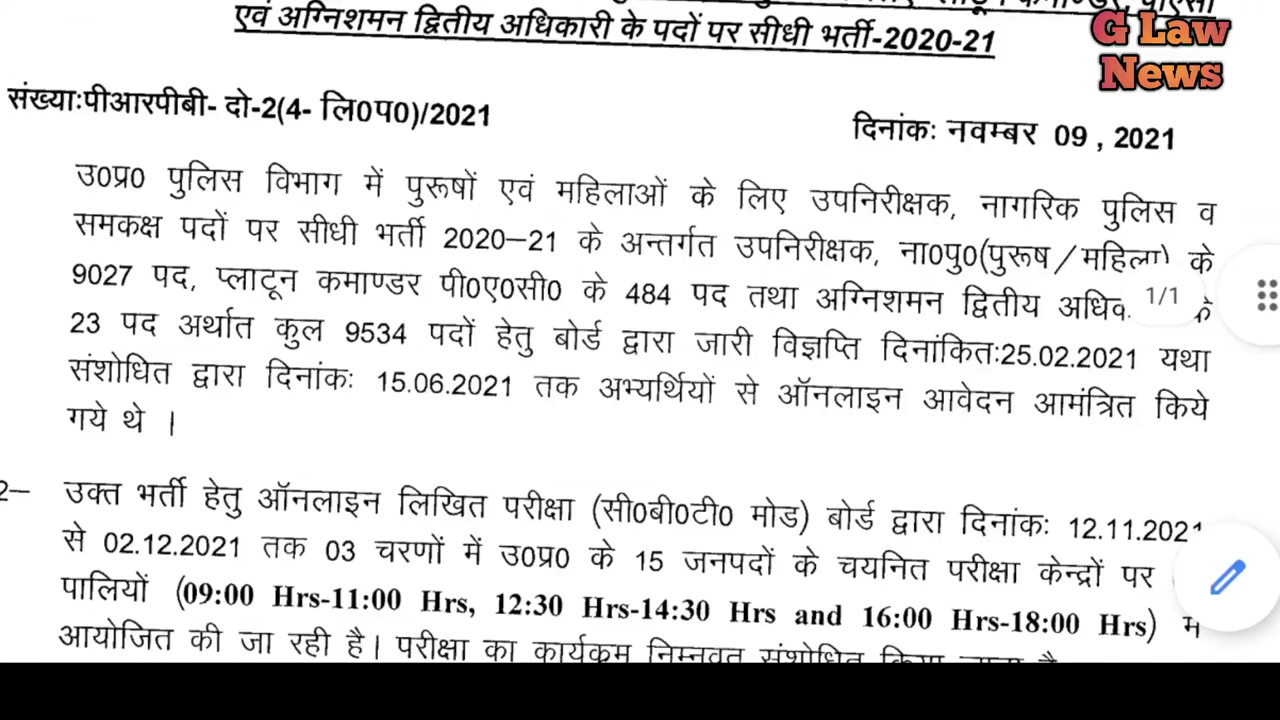 एवं अग्निशमन द्वितीय अधिकारी के पदों पर सीधी भर्ती-2020-21
G Law
News
संख्याःपीआरपीबी- दो-2(4- लि0प0)/2021
दिनांकः नवम्बर 09 , 2021
उ0प्र0 पुलिस विभाग में पुरूषों एवं महिलाओं के लिए उपनिरीक्षक, नागरिक पुलिस व
समकक्ष पदों पर सीधी भर्ती 2020–21 के अन्तर्गत उपनिरीक्षक, ना0पु0(पुरूष / महिला) के
9027 पद, प्लाटून कमाण्डर पी0ए0सी0 के 484 पद तथा अग्निशमन द्वितीय के
1/1
23 पद अर्थात कुल 9534 पदों हेतु बोर्ड द्वारा जारी विज्ञप्ति दिनांकितः25.02.2021 यथा
संशोधित द्वारा दिनांकः 15.06.2021 तक अभ्यर्थियों से ऑनलाइन आवेदन आमंत्रित किये
गये थे ।
2– उक्त भर्ती हेतु ऑनलाइन लिखित परीक्षा (सी0बी0टी0 मोड) बोर्ड द्वारा दिनांकः 12.11.2021
से 02.12.2021 तक 03 चरणों में उ0प्र0 के 15 जनपदों के चयनित परीक्षा केन्द्रों पर
पालियों (09:00 Hrs-11:00 Hrs, 12:30 Hrs-14:30 Hrs and 16:00 Hrs-18:00 Hrs) में
आयोजित की जा रही है। परीक्षा का कार्यक्रम निम्नवत संशोधित किया जाता है